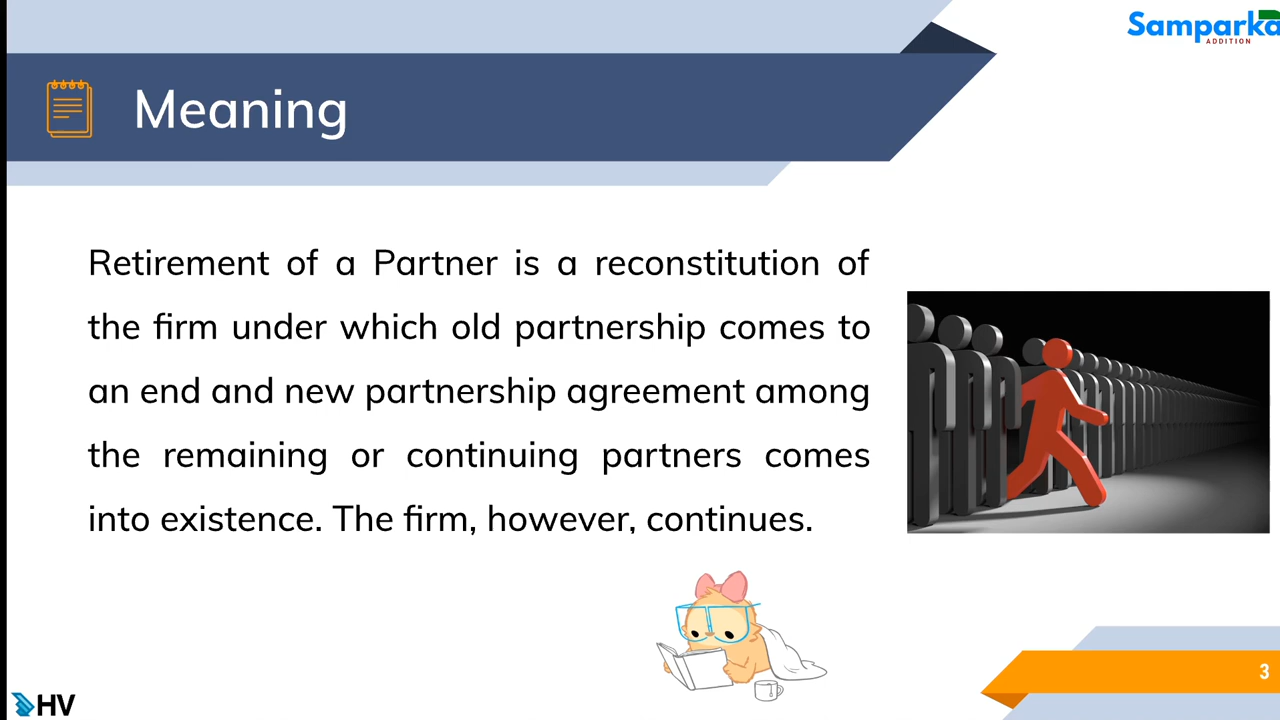 Samparka
ADDITION
Meaning
Retirement of a Partner is a reconstitution of
the firm under which old partnership comes to
an end and new partnership agreement among
the remaining or continuing partners comes
into existence. The firm, however, continues.
3
HV